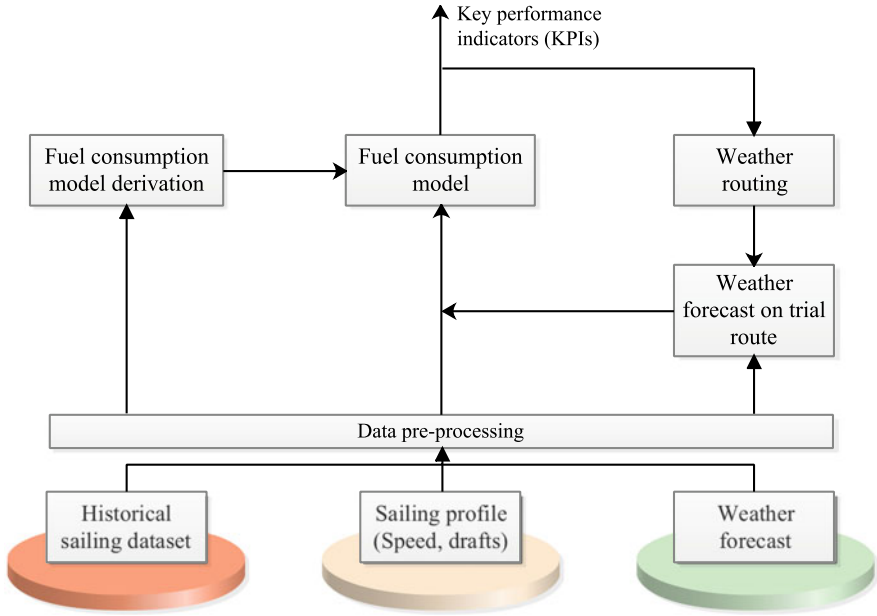 Key performance
indicators (KPIs)
Fuel consumption
model derivation
Fuel consumption
model
Weather
routing
Weather
forecast on trial
route
Data pre-processing
Historical
sailing dataset
Sailing profile
(Speed, drafts)
Weather
forecast